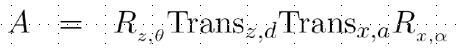 A = R_{z,θ}Trans_{z,d}Trans_{x,a}R_{x,α}